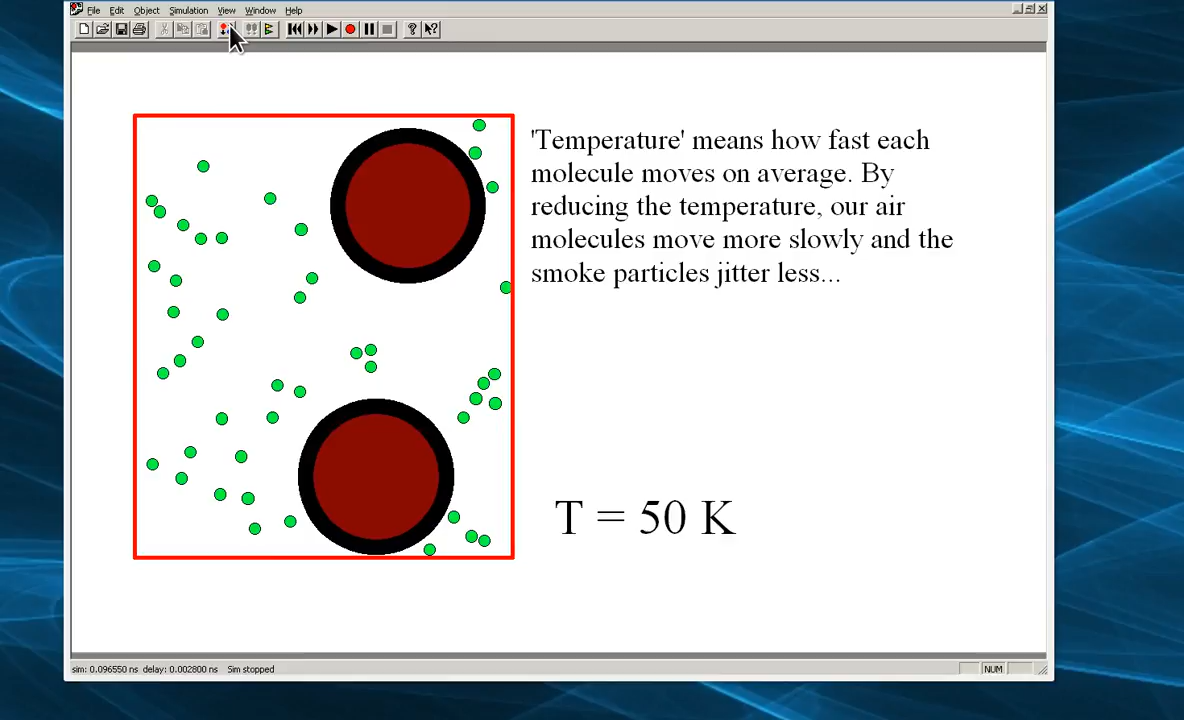 File Edit Object Simulation View Window Help
'Temperature' means how fast each
molecule moves on average. By
reducing the temperature, our air
molecules move more slowly and the
smoke particles jitter less...
T = 50 K
sim: 0.096550 ns delay: 0.002800 ns Sim stopped
NUM